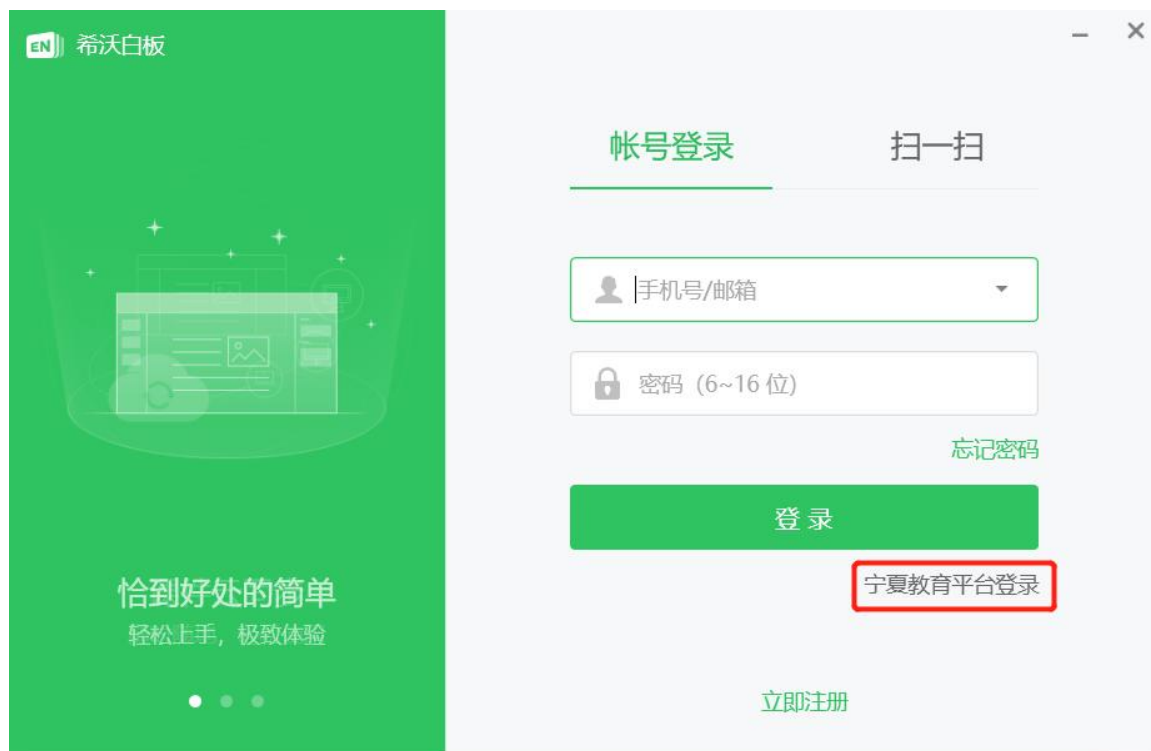 EN 希沃白板
帐号登录 扫一扫
手机号/邮箱
密码（6~16 位）
忘记密码
登 录
宁夏教育平台登录
恰到好处的简单
轻松上手，极致体验
立即注册